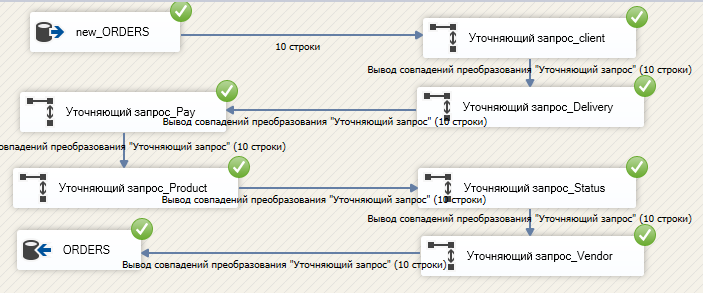 new_ORDERS
10 строки
Уточняющий запрос_client
Вывод совпадений преобразования "Уточняющий запрос" (10 строки)
Уточняющий запрос_Delivery
Вывод совпадений преобразования "Уточняющий запрос" (10 строки)
Уточняющий запрос_Pay
совпадений преобразования "Уточняющий запрос" (10 строки)
Уточняющий запрос_Product
Вывод совпадений преобразования "Уточняющий запрос" (10 строки)
Уточняющий запрос_Status
Вывод совпадений преобразования "Уточняющий запрос" (10 строки)
Уточняющий запрос_Vendor
Вывод совпадений преобразования "Уточняющий запрос" (10 строки)
ORDERS